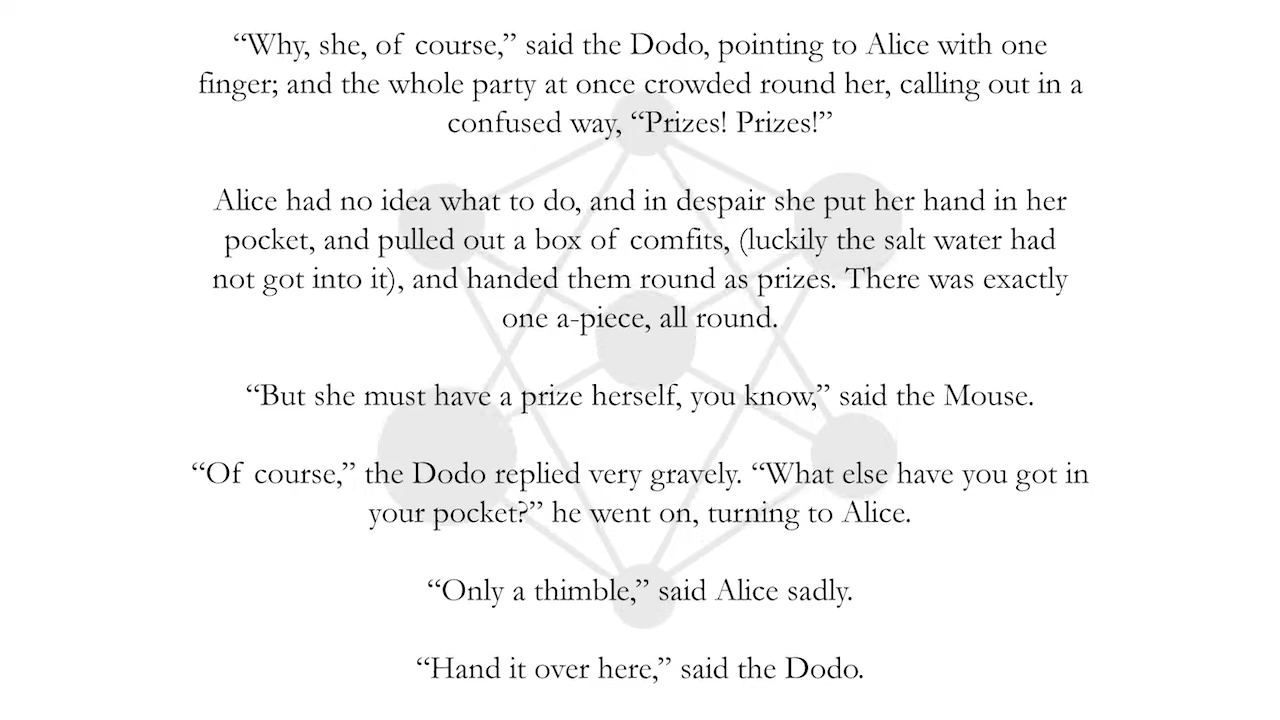 “Why, she, of course,” said the Dodo, pointing to Alice with one
finger; and the whole party at once crowded round her, calling out in a
confused way, “Prizes! Prizes!”
Alice had no idea what to do, and in despair she put her hand in her
pocket, and pulled out a box of comfits, (luckily the salt water had
not got into it), and handed them round as prizes. There was exactly
one a-piece, all round.
“But she must have a prize herself, you know,” said the Mouse.
“Of course,” the Dodo replied very gravely. “What else have you got in
your pocket?” he went on, turning to Alice.
“Only a thimble,” said Alice sadly.
“Hand it over here,” said the Dodo.